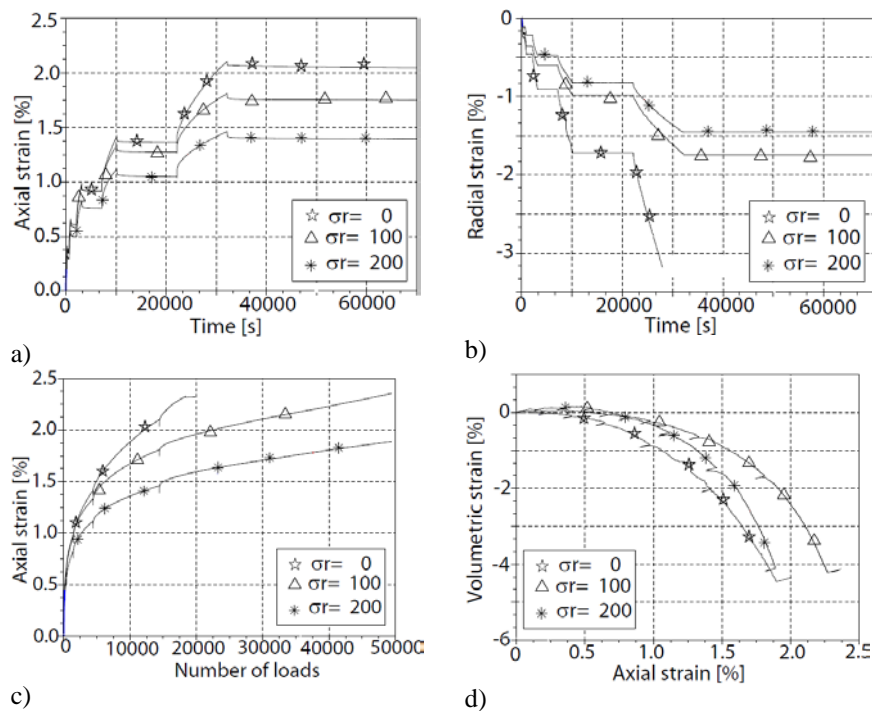 2.5
2.0
1.5
1.0
0.5
0.0
Axial strain [%]
0
20000
40000
60000
Time [s]
σr= 0
σr= 100
σr= 200
a)
0
-1
-2
-3
Radial strain [%]
0
20000
40000
60000
Time [s]
σr= 0
σr= 100
σr= 200
b)
2.5
2.0
1.5
1.0
0.5
0.0
Axial strain [%]
0
10000
20000
30000
40000
50000
Number of loads
σr= 0
σr= 100
σr= 200
c)
0
-2
-4
-6
Volumetric strain [%]
0
0.5
1.0
1.5
2.0
2.5
Axial strain [%]
σr= 0
σr= 100
σr= 200
d)